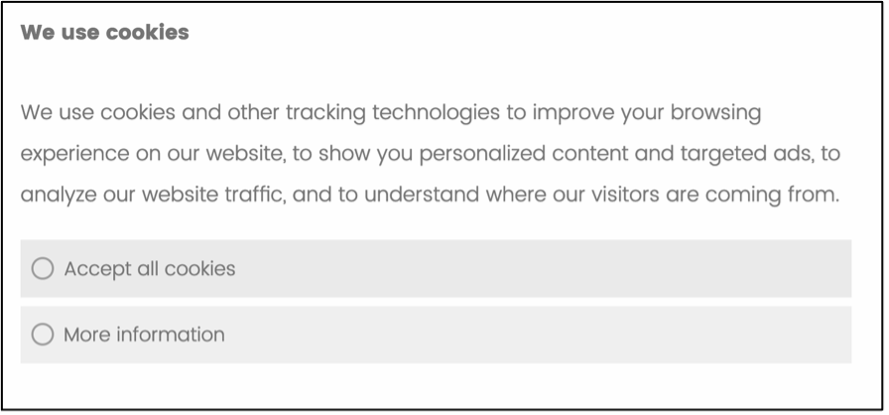 We use cookies
We use cookies and other tracking technologies to improve your browsing
experience on our website, to show you personalized content and targeted ads, to
analyze our website traffic, and to understand where our visitors are coming from.
Accept all cookies
More information